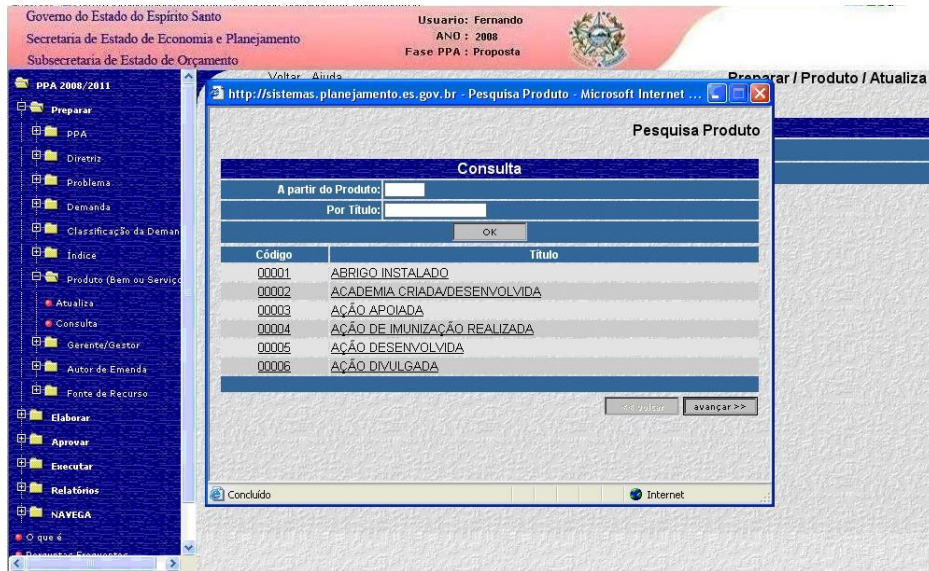 Governo do Estado do Espírito Santo
Secretaria de Estado de Economia e Planejamento
Subsecretaria de Estado de Orçamento
Usuario: Fernando
ANO : 2008
Fase PPA : Proposta
Voltar Ajuda
Preparar / Produto / Atualiza
PPA 2008/2011
Preparar
PPA
Diretriz
Problema
Demanda
Classificação da Deman
Índice
Produto (Bem ou Serviço
Atualiza
Consulta
Gerente/Gestor
Autor de Emenda
Fonte de Recurso
Elaborar
Aprovar
Executar
Relatórios
NAVEGA
O que é
Perguntas Frequentes
http://sistemas.planejamento.es.gov.br - Pesquisa Produto - Microsoft Internet ...
Pesquisa Produto
Consulta
A partir do Produto:
Por Título:
OK
Código Título
00001 ABRIGO INSTALADO
00002 ACADEMIA CRIADA/DESENVOLVIDA
00003 AÇÃO APOIADA
00004 AÇÃO DE IMUNIZAÇÃO REALIZADA
00005 AÇÃO DESENVOLVIDA
00006 AÇÃO DIVULGADA
<< voltar avançar >>
Concluído Internet